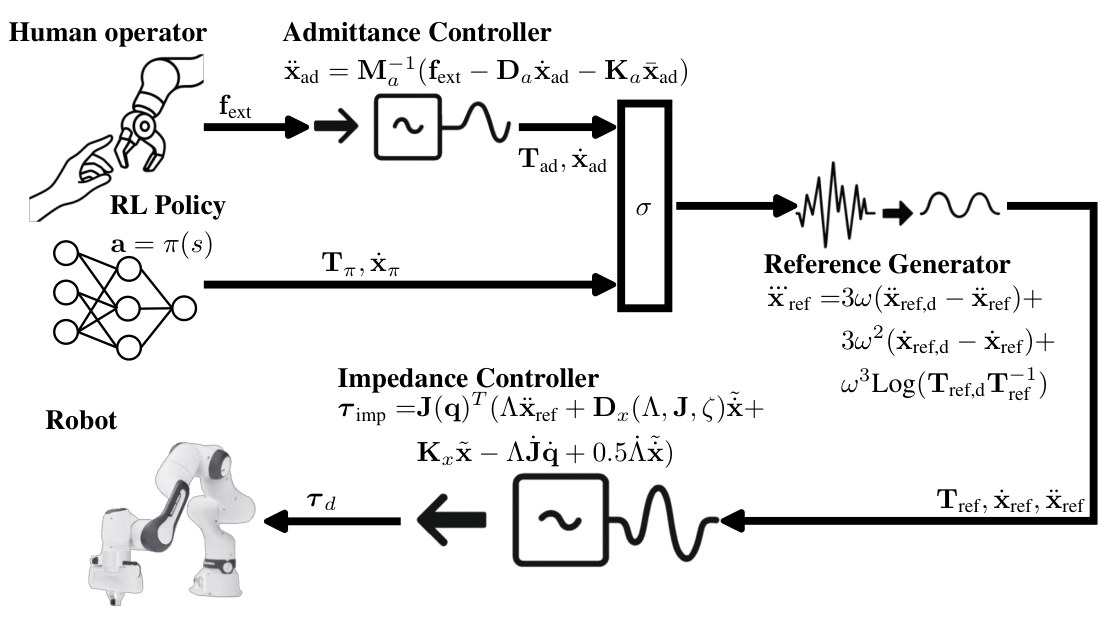 Human operator
Admittance Controller
ẍ_ad = M_a^{-1}(f_ext − D_a ẋ_ad − K_a x̄_ad)
f_ext
T_ad, ẋ_ad
σ
RL Policy
a = π(s)
T_π, ẋ_π
Reference Generator
x⃛_ref =3ω(ẍ_ref,d − ẍ_ref)+
3ω²(ẋ_ref,d − ẋ_ref)+
ω³Log(T_ref,d T_ref^{-1})
Impedance Controller
τ_imp =J(q)^T(Λẍ_ref + D_x(Λ, J, ζ)x̃̇+
K_x x̃ − ΛJ̇q̇ + 0.5Λ̇x̃̇)
Robot
τ_d
T_ref, ẋ_ref, ẍ_ref